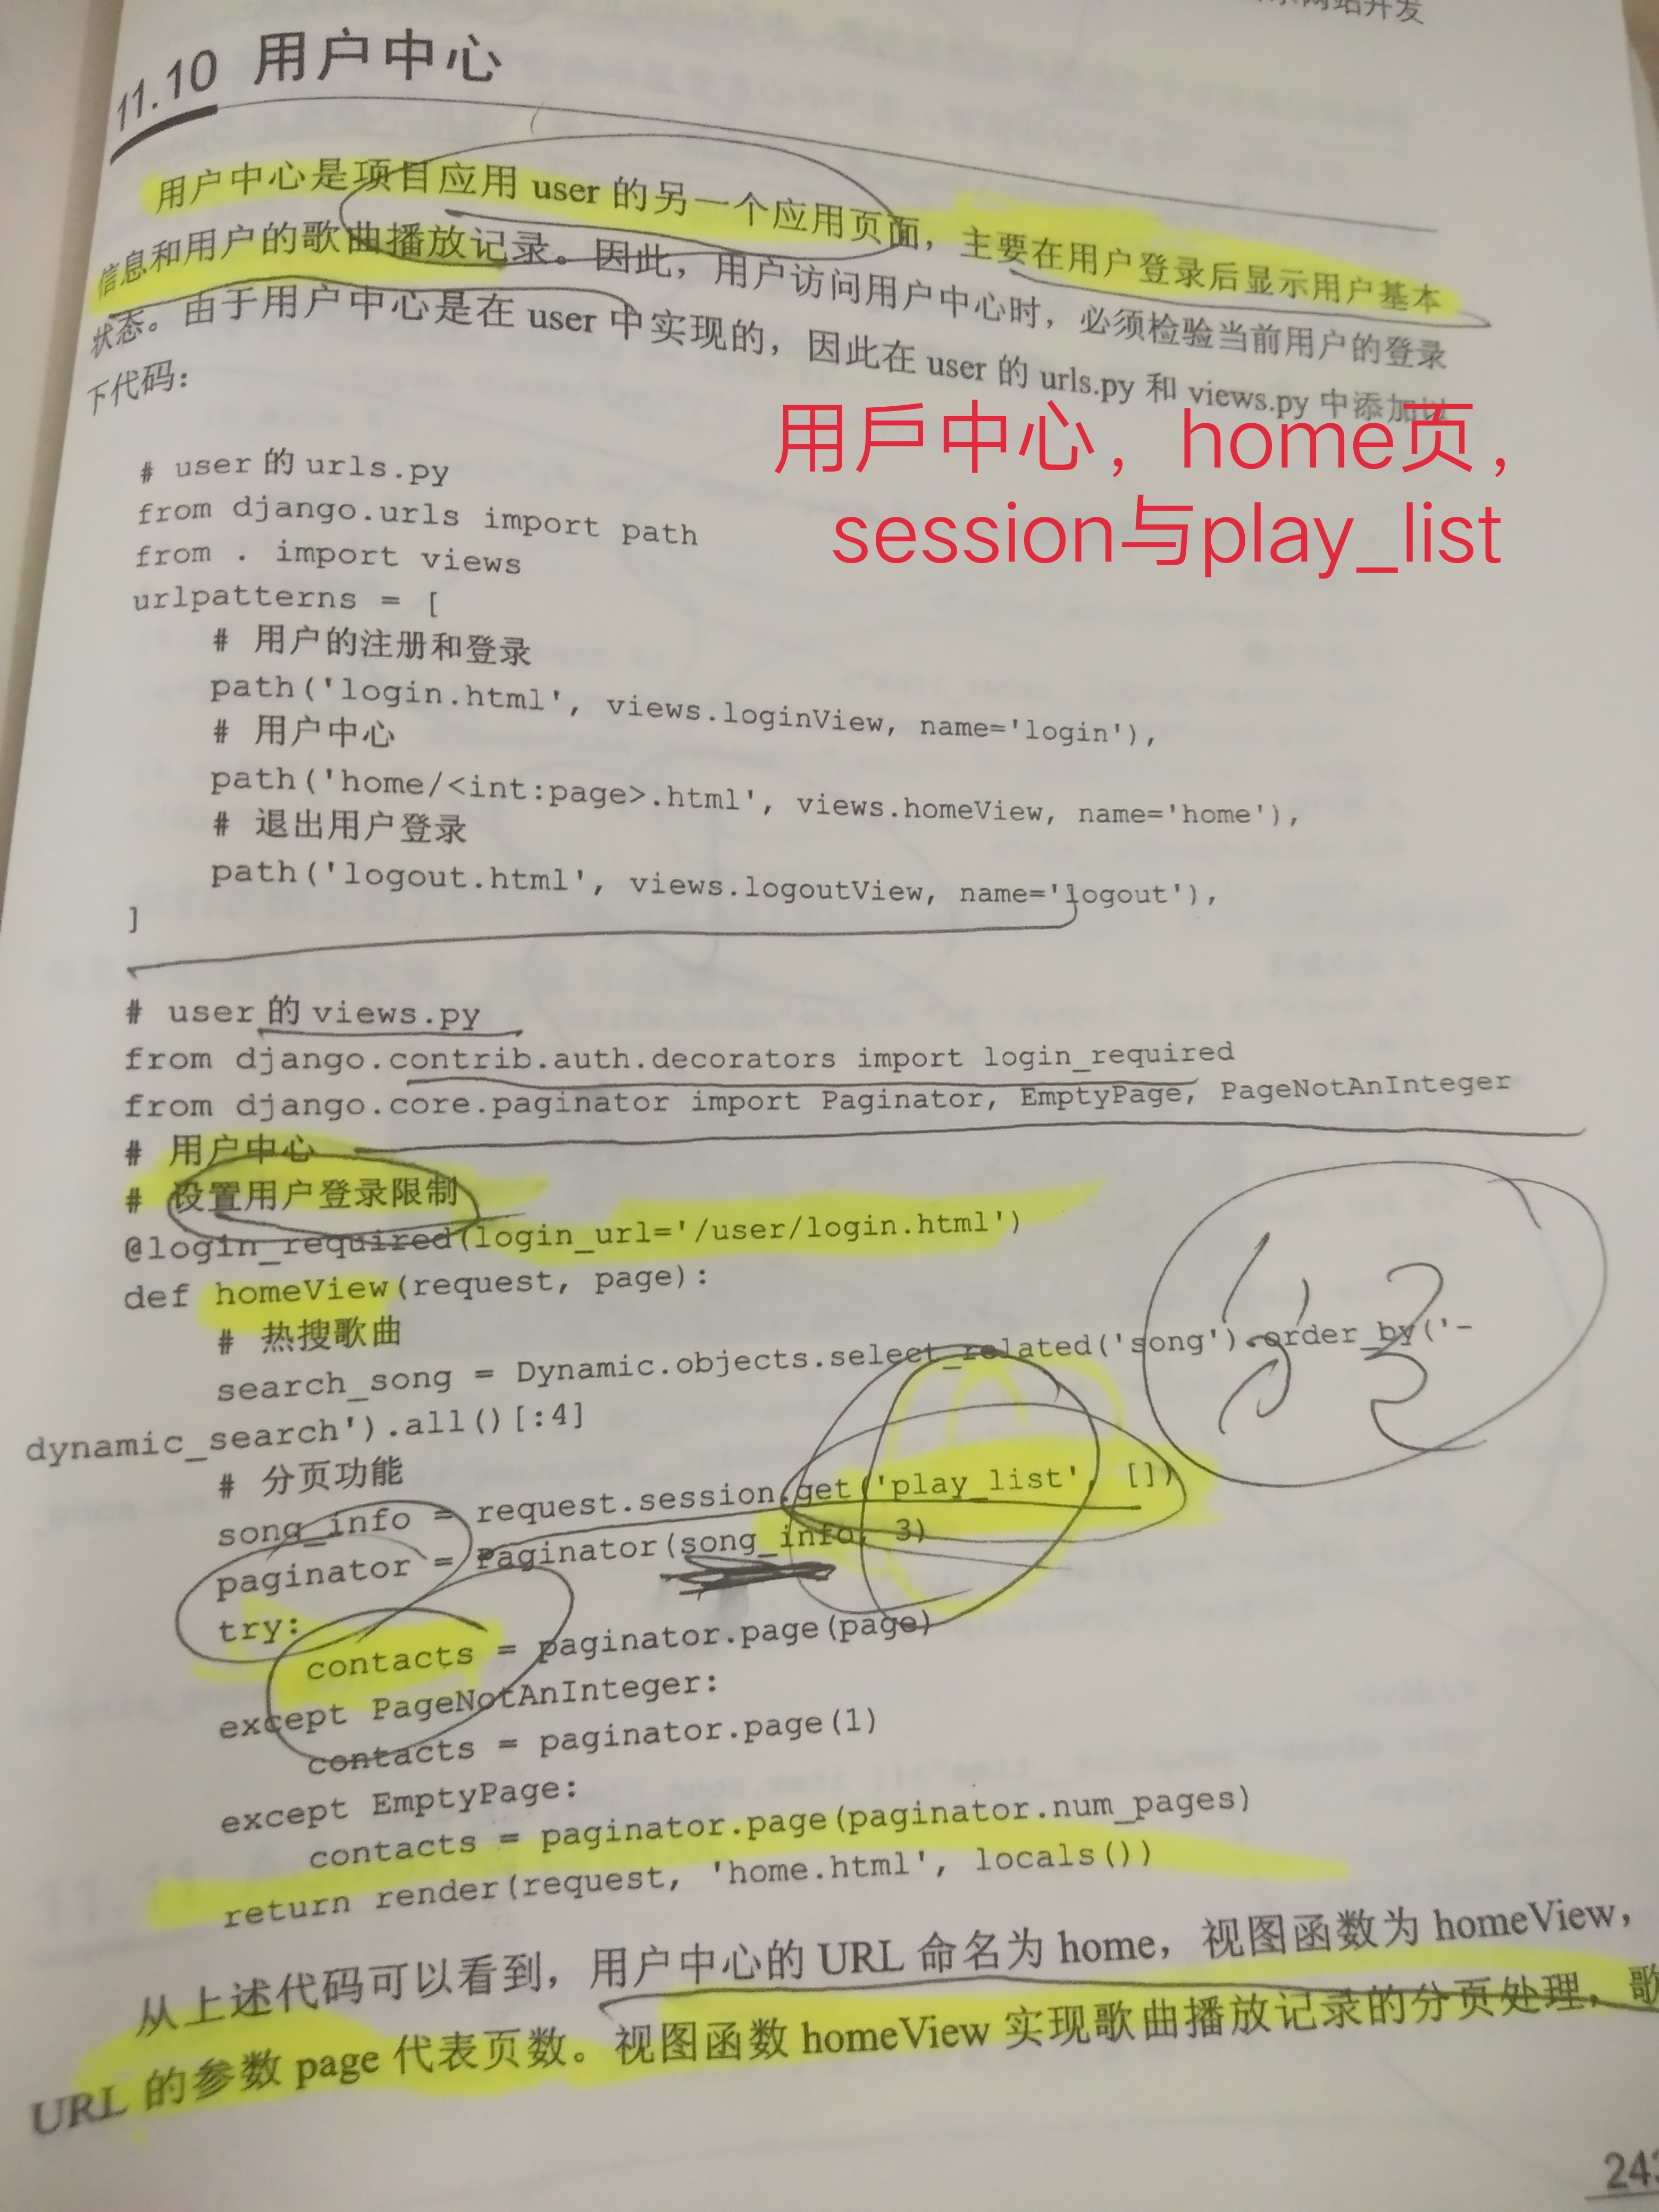 网站开发
11.10 用户中心
用户中心是项目应用 user 的另一个应用页面，主要在用户登录后显示用户基本
信息和用户的歌曲播放记录。因此，用户访问用户中心时，必须检验当前用户的登录
状态。由于用户中心是在 user 中实现的，因此在 user 的 urls.py 和 views.py 中添加以
下代码：
用戶中心，home页，
session与play_list
# user 的 urls.py
from django.urls import path
from . import views
urlpatterns = [
# 用户的注册和登录
path('login.html', views.loginView, name='login'),
# 用户中心
path('home/<int:page>.html', views.homeView, name='home'),
# 退出用户登录
path('logout.html', views.logoutView, name='logout'),
]
# user 的 views.py
from django.contrib.auth.decorators import login_required
from django.core.paginator import Paginator, EmptyPage, PageNotAnInteger
# 用户中心
# 设置用户登录限制
@login_required(login_url='/user/login.html')
def homeView(request, page):
# 热搜歌曲
search_song = Dynamic.objects.select_related('song').order_by('-
dynamic_search').all()[:4]
# 分页功能
song_info = request.session.get('play_list', [])
paginator = Paginator(song_info, 3)
try:
contacts = paginator.page(page)
except PageNotAnInteger:
contacts = paginator.page(1)
except EmptyPage:
contacts = paginator.page(paginator.num_pages)
return render(request, 'home.html', locals())
从上述代码可以看到，用户中心的 URL 命名为 home，视图函数为 homeView，
URL 的参数 page 代表页数。视图函数 homeView 实现歌曲播放记录的分页处理，歌
243